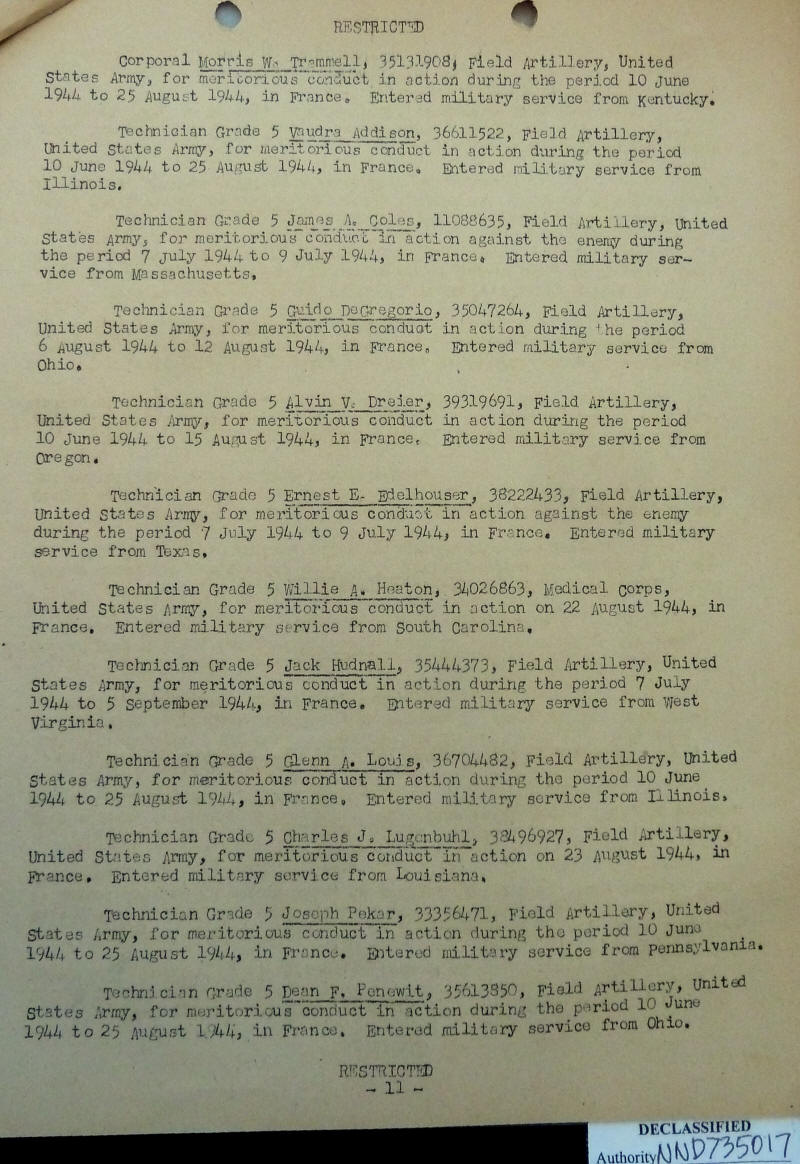 RESTRICTED
Corporal Morris W. Trammell, 35131908, Field Artillery, United
States Army, for meritorious conduct in action during the period 10 June
1944 to 25 August 1944, in France. Entered military service from Kentucky.
Technician Grade 5 Vaudra Addison, 36611522, Field Artillery,
United States Army, for meritorious conduct in action during the period
10 June 1944 to 25 August 1944, in France. Entered military service from
Illinois.
Technician Grade 5 James A. Coles, 11088635, Field Artillery, United
States Army, for meritorious conduct in action against the enemy during
the period 7 July 1944 to 9 July 1944, in France. Entered military ser-
vice from Massachusetts.
Technician Grade 5 Guido DeGregorio, 35047264, Field Artillery,
United States Army, for meritorious conduct in action during the period
6 August 1944 to 12 August 1944, in France. Entered military service from
Ohio.
Technician Grade 5 Alvin V. Dreier, 39319691, Field Artillery,
United States Army, for meritorious conduct in action during the period
10 June 1944 to 15 August 1944, in France. Entered military service from
Oregon.
Technician Grade 5 Ernest E. Edelhouser, 38222433, Field Artillery,
United States Army, for meritorious conduct in action against the enemy
during the period 7 July 1944 to 9 July 1944, in France. Entered military
service from Texas.
Technician Grade 5 Willie A. Heaton, 34026863, Medical Corps,
United States Army, for meritorious conduct in action on 22 August 1944, in
France. Entered military service from South Carolina.
Technician Grade 5 Jack Hudnall, 35444373, Field Artillery, United
States Army, for meritorious conduct in action during the period 7 July
1944 to 5 September 1944, in France. Entered military service from West
Virginia.
Technician Grade 5 Glenn A. Louis, 36704482, Field Artillery, United
States Army, for meritorious conduct in action during the period 10 June
1944 to 25 August 1944, in France. Entered military service from Illinois.
Technician Grade 5 Charles J. Lugenbuhl, 38496927, Field Artillery,
United States Army, for meritorious conduct in action on 23 August 1944, in
France. Entered military service from Louisiana.
Technician Grade 5 Joseph Pekar, 33356471, Field Artillery, United
States Army, for meritorious conduct in action during the period 10 June
1944 to 25 August 1944, in France. Entered military service from Pennsylvania.
Technician Grade 5 Dean F. Penewit, 35613850, Field Artillery, United
States Army, for meritorious conduct in action during the period 10 June
1944 to 25 August 1944, in France. Entered military service from Ohio.
RESTRICTED
- 11 -
DECLASSIFIED
Authority NND735017